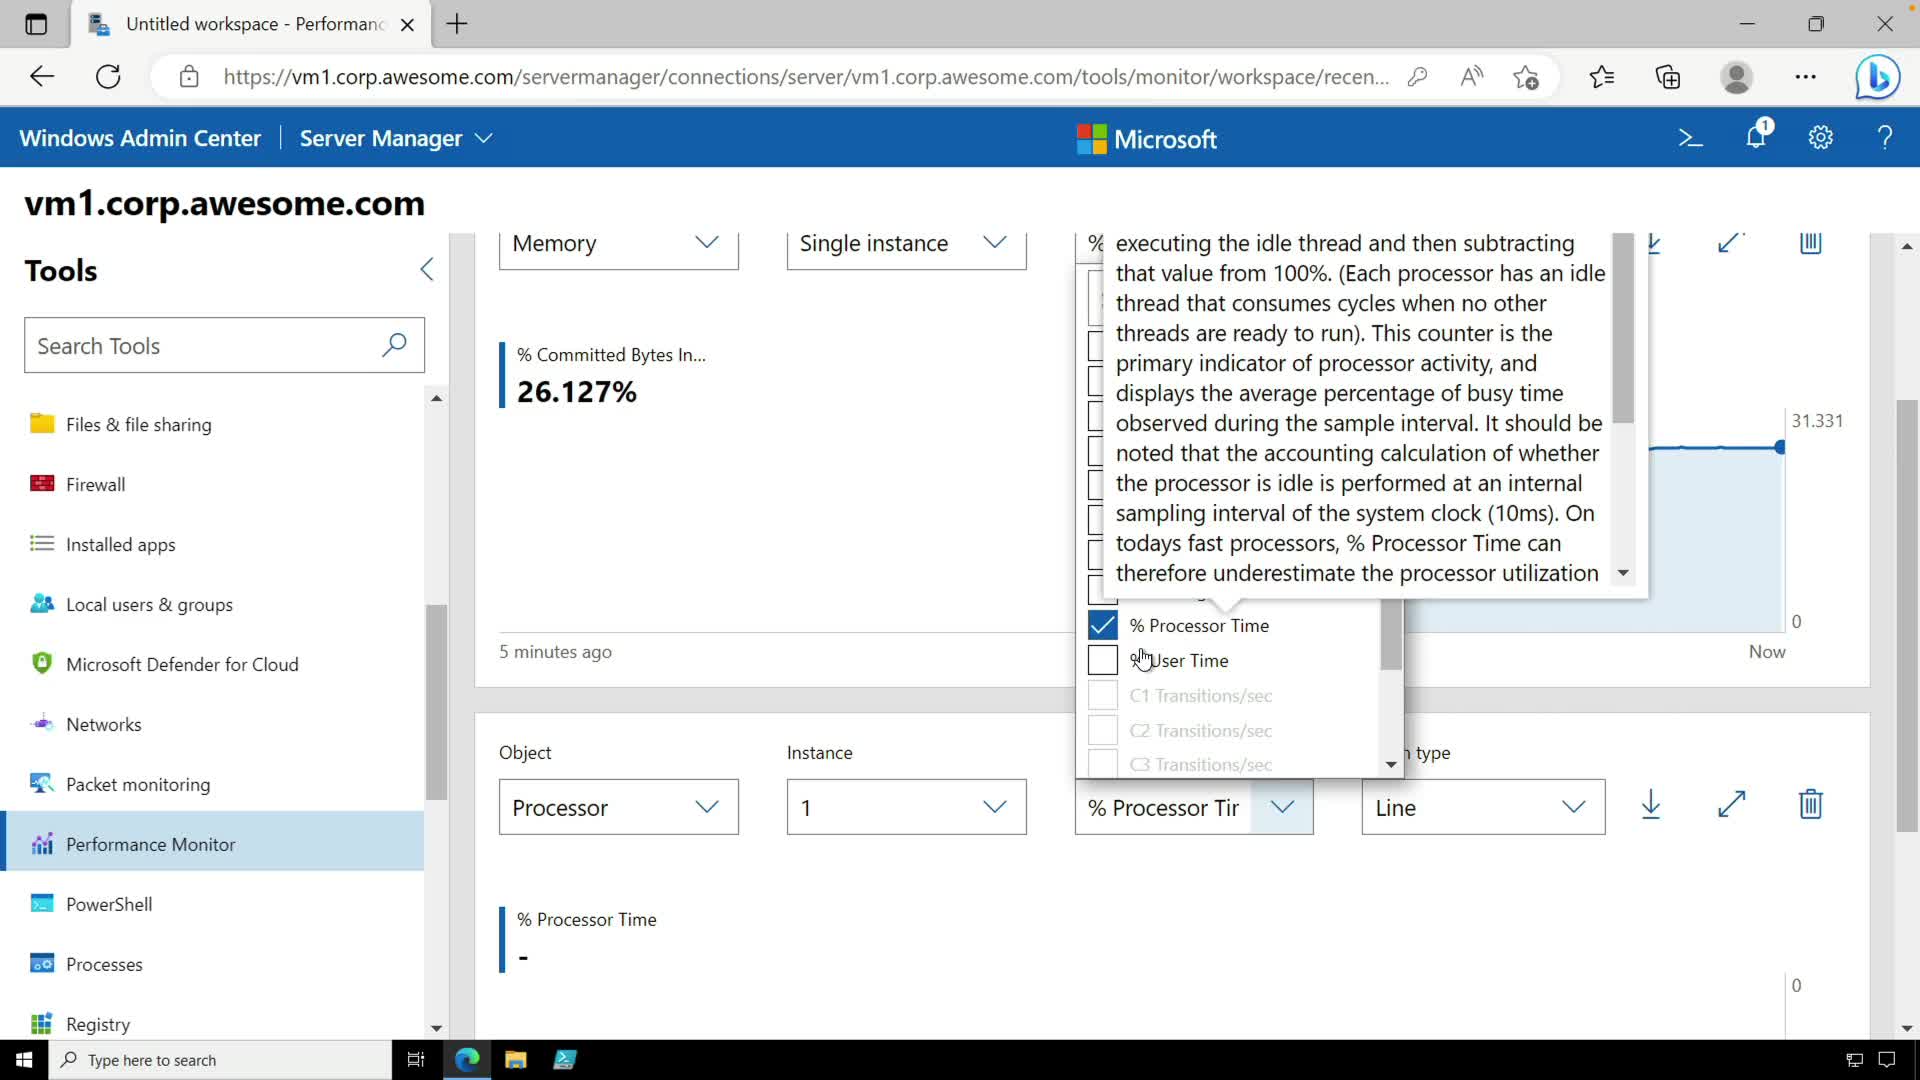 Untitled workspace - Performanc
https://vm1.corp.awesome.com/servermanager/connections/server/vm1.corp.awesome.com/tools/monitor/workspace/recen...
Windows Admin Center
Server Manager
Microsoft
1
vm1.corp.awesome.com
Tools
Search Tools
Files & file sharing
Firewall
Installed apps
Local users & groups
Microsoft Defender for Cloud
Networks
Packet monitoring
Performance Monitor
PowerShell
Processes
Registry
Memory
Single instance
%
executing the idle thread and then subtracting
that value from 100%. (Each processor has an idle
thread that consumes cycles when no other
threads are ready to run). This counter is the
primary indicator of processor activity, and
displays the average percentage of busy time
observed during the sample interval. It should be
noted that the accounting calculation of whether
the processor is idle is performed at an internal
sampling interval of the system clock (10ms). On
todays fast processors, % Processor Time can
therefore underestimate the processor utilization
% Committed Bytes In...
26.127%
31.331
0
5 minutes ago
Now
% Processor Time
% User Time
C1 Transitions/sec
C2 Transitions/sec
C3 Transitions/sec
Object
Instance
type
Processor
1
% Processor Tir
Line
% Processor Time
-
0
Type here to search